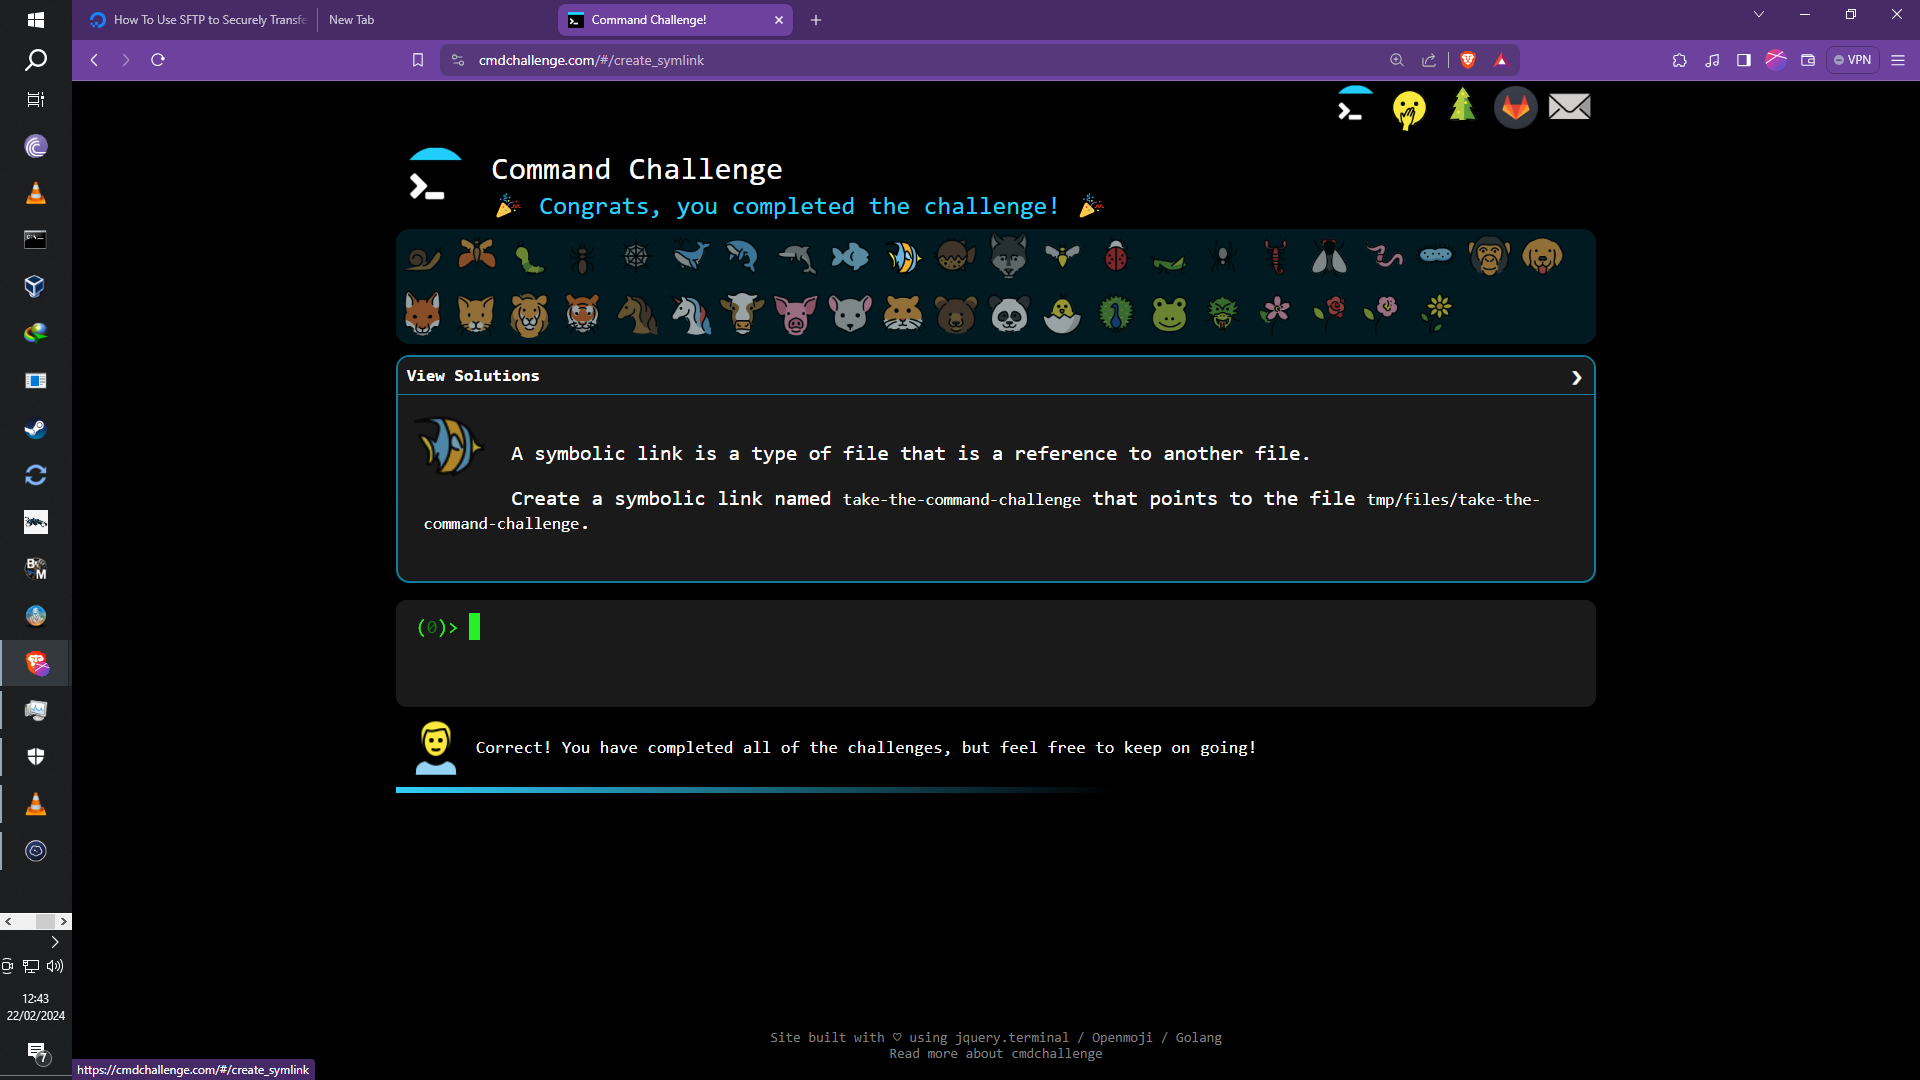 How To Use SFTP to Securely Transfe
New Tab
Command Challenge!
cmdchallenge.com/#/create_symlink
VPN
Command Challenge
Congrats, you completed the challenge!
View Solutions
A symbolic link is a type of file that is a reference to another file.
Create a symbolic link named take-the-command-challenge that points to the file tmp/files/take-the-
command-challenge.
(0)>
Correct! You have completed all of the challenges, but feel free to keep on going!
B
M
12:43
22/02/2024
7
Site built with ♡ using jquery.terminal / Openmoji / Golang
Read more about cmdchallenge
https://cmdchallenge.com/#/create_symlink